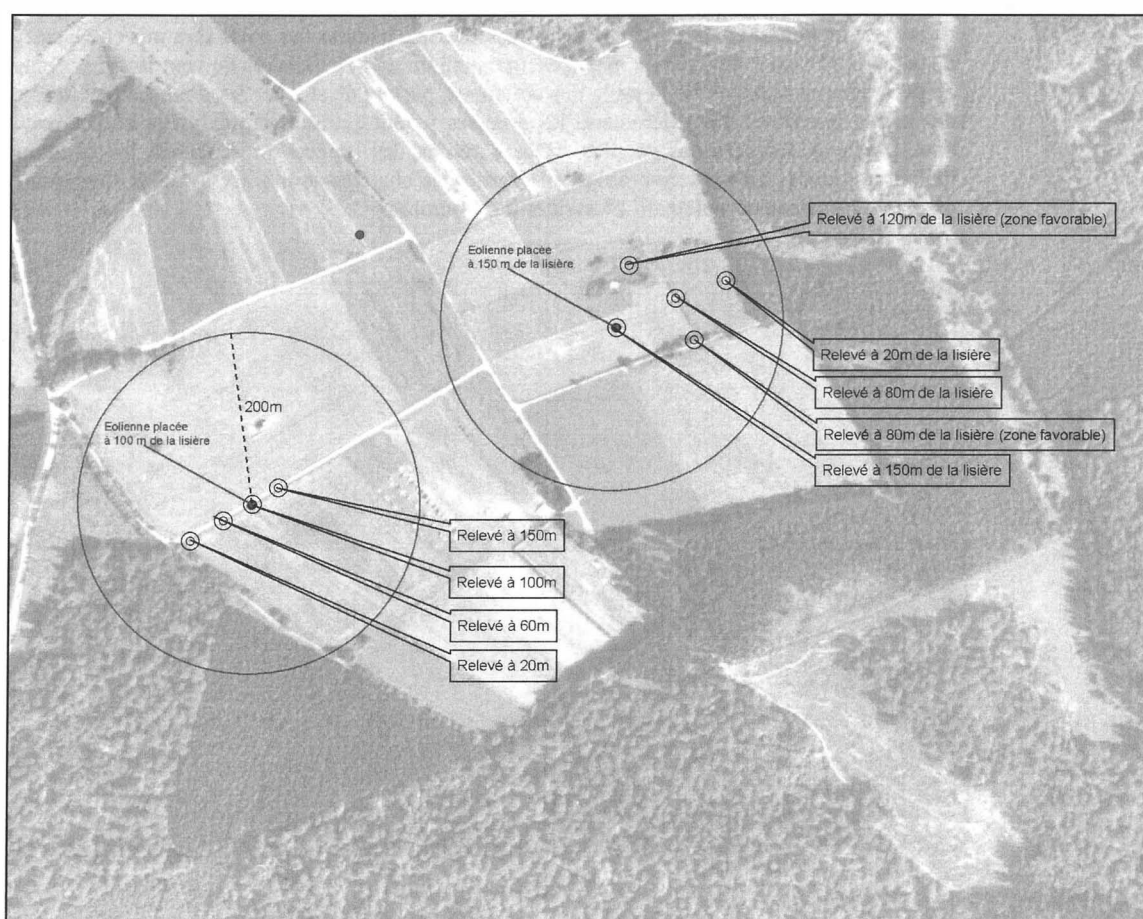 Relevé à 120m de la lisière (zone favorable)
Eolienne placée
à 150 m de la lisière
Relevé à 20m de la lisière
Relevé à 80m de la lisière
Relevé à 80m de la lisière (zone favorable)
Relevé à 150m de la lisière
200m
Eolienne placée
à 100 m de la lisière
Relevé à 150m
Relevé à 100m
Relevé à 60m
Relevé à 20m